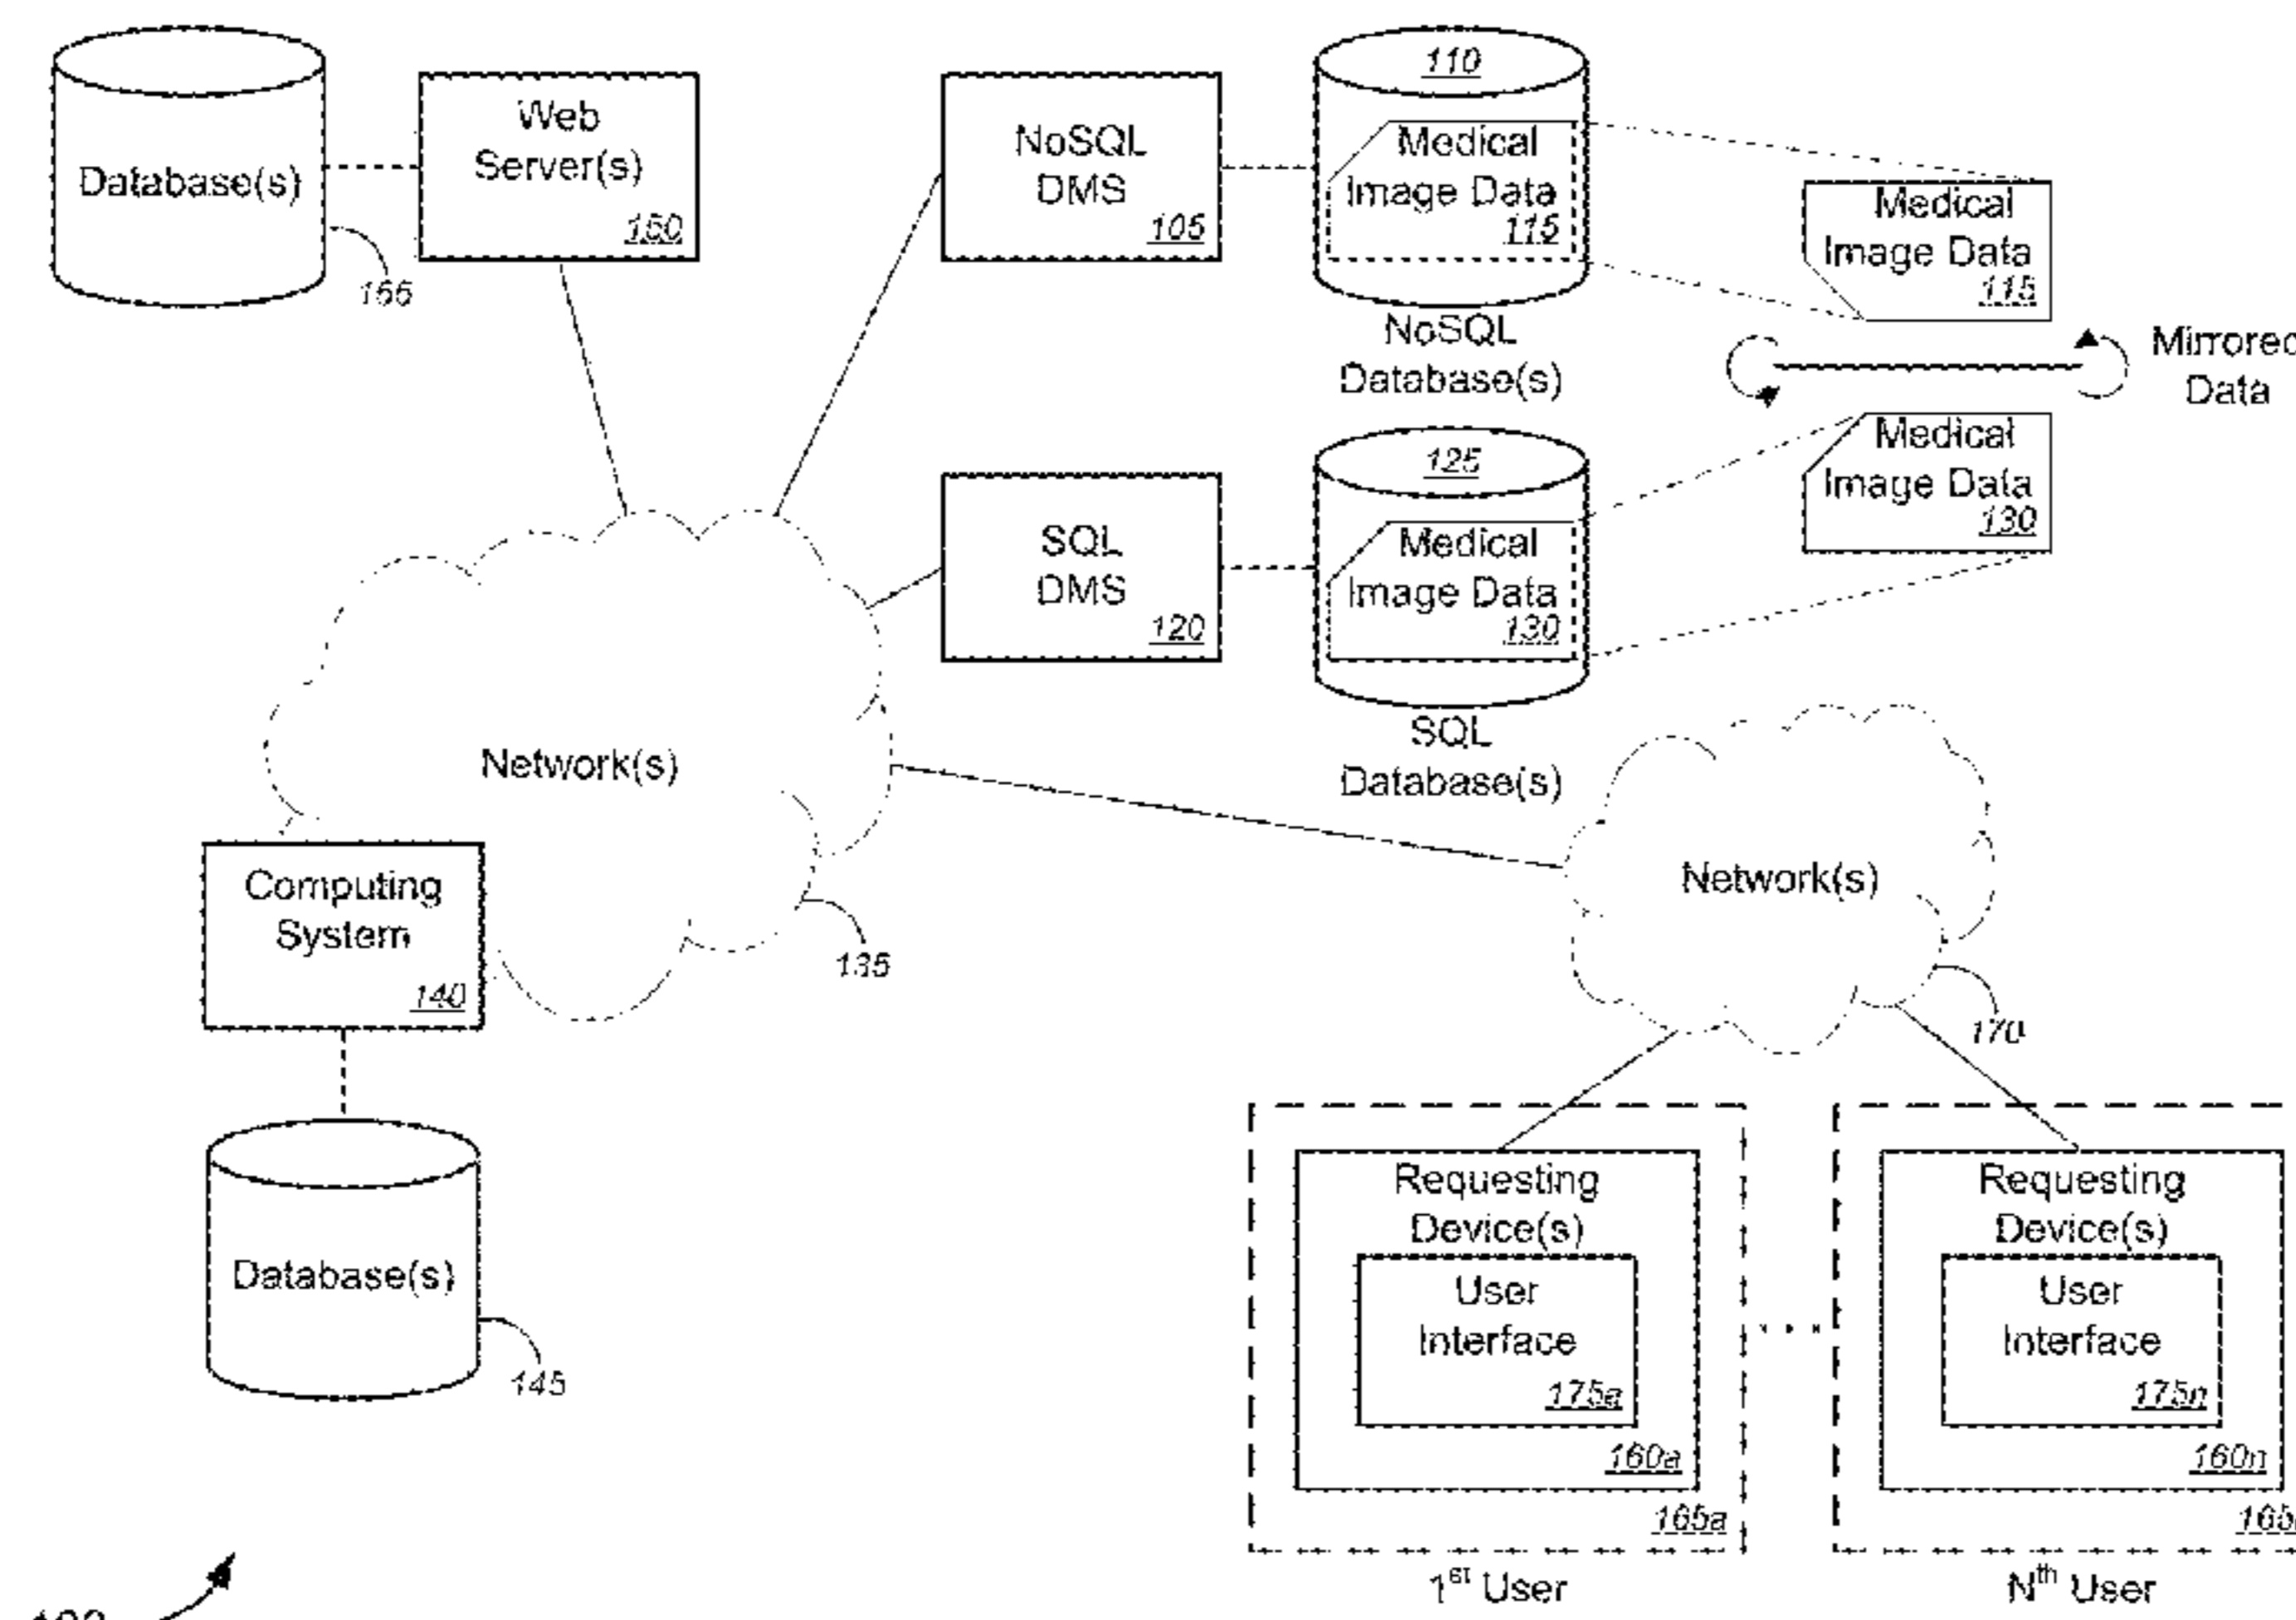 Database(s)
Web
Server(s)
150
NoSQL
DMS
105
110
Medical
Image Data
115
NoSQL
Database(s)
Medical
Image Data
115
Mirrored
Data
Medical
Image Data
130
SQL
DMS
120
125
Medical
Image Data
130
SQL
Database(s)
Network(s)
135
Computing
System
140
Database(s)
145
Network(s)
170
Requesting
Device(s)
User
Interface
175a
160a
165a
1st User
Requesting
Device(s)
User
Interface
175n
160n
Nth User